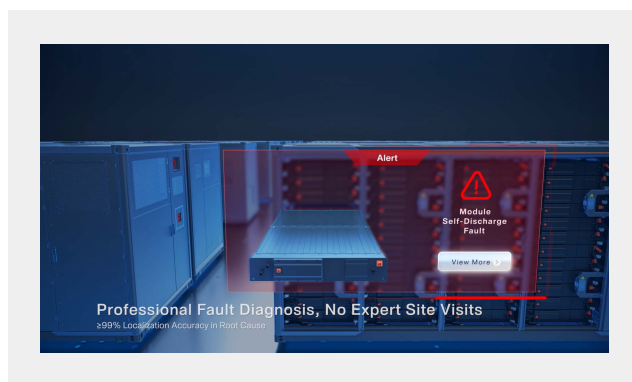 Alert
Module
Self-Discharge
Fault
View More
Professional Fault Diagnosis, No Expert Site Visits
≥99% Localization Accuracy in Root Cause